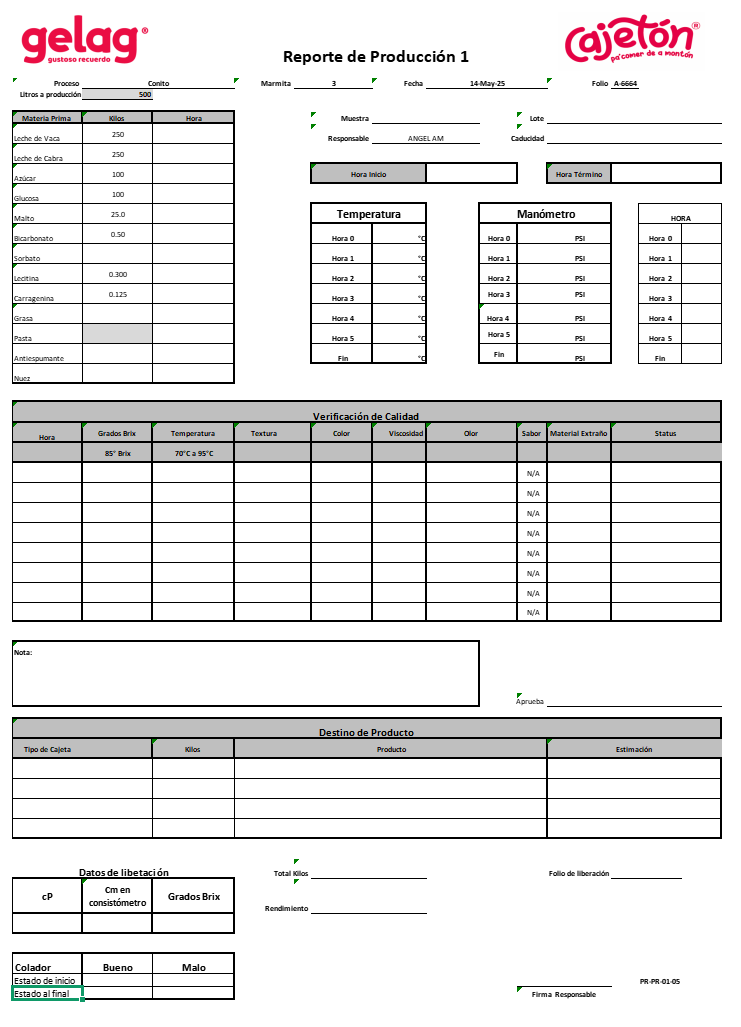 gelag®
gustoso recuerdo
Cajetón®
pa'comer de a montón
Reporte de Producción 1
Proceso Conito Marmita 3 Fecha 14-May-25 Folio A-6664
Litros a producción 500
Materia Prima Kilos Hora
Leche de Vaca 250
Leche de Cabra 250
Azúcar 100
Glucosa 100
Malto 25.0
Bicarbonato 0.50
Sorbato
Lecitina 0.300
Carragenina 0.125
Grasa
Pasta
Antiespumante
Nuez
Muestra Lote
Responsable ANGEL AM Caducidad
Hora Inicio Hora Término
Temperatura
Hora 0 °C
Hora 1 °C
Hora 2 °C
Hora 3 °C
Hora 4 °C
Hora 5 °C
Fin °C
Manómetro
Hora 0 PSI
Hora 1 PSI
Hora 2 PSI
Hora 3 PSI
Hora 4 PSI
Hora 5 PSI
Fin PSI
HORA
Hora 0
Hora 1
Hora 2
Hora 3
Hora 4
Hora 5
Fin
Verificación de Calidad
Hora Grados Brix Temperatura Textura Color Viscosidad Olor Sabor Material Extraño Status
85° Brix 70°C a 95°C
N/A
N/A
N/A
N/A
N/A
N/A
N/A
N/A
Nota:
Aprueba
Destino de Producto
Tipo de Cajeta Kilos Producto Estimación
Datos de libetación
cP Cm en consistómetro Grados Brix
Total Kilos Folio de liberación
Rendimiento
Colador Bueno Malo
Estado de inicio
Estado al final
PR-PR-01-05
Firma Responsable